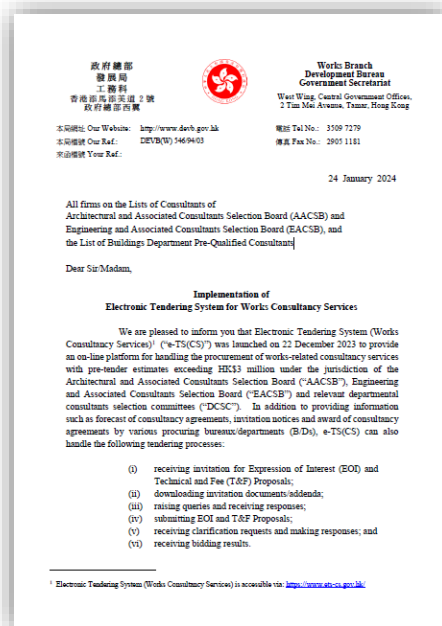 政府總部
發展局
工務科
香港添馬添美道 2 號
政府總部西翼
Works Branch
Development Bureau
Government Secretariat
West Wing, Central Government Offices,
2 Tim Mei Avenue, Tamar, Hong Kong
本局網址 Our Website: http://www.devb.gov.hk
電話 Tel No.: 3509 7279
本局檔號 Our Ref.: DEVB(W) 546/94/03
傳真 Fax No.: 2905 1181
來函檔號 Your Ref.:
24 January 2024
All firms on the Lists of Consultants of
Architectural and Associated Consultants Selection Board (AACSB) and
Engineering and Associated Consultants Selection Board (EACSB), and
the List of Buildings Department Pre-Qualified Consultants
Dear Sir/Madam,
Implementation of
Electronic Tendering System for Works Consultancy Services
We are pleased to inform you that Electronic Tendering System (Works
Consultancy Services)1 (“e-TS(CS)”) was launched on 22 December 2023 to provide
an on-line platform for handling the procurement of works-related consultancy services
with pre-tender estimates exceeding HK$3 million under the jurisdiction of the
Architectural and Associated Consultants Selection Board (“AACSB”), Engineering
and Associated Consultants Selection Board (“EACSB”) and relevant departmental
consultants selection committees (“DCSC”). In addition to providing information
such as forecast of consultancy agreements, invitation notices and award of consultancy
agreements by various procuring bureaux/departments (B/Ds), e-TS(CS) can also
handle the following tendering processes:
(i) receiving invitation for Expression of Interest (EOI) and
Technical and Fee (T&F) Proposals;
(ii) downloading invitation documents/addenda;
(iii) raising queries and receiving responses;
(iv) submitting EOI and T&F Proposals;
(v) receiving clarification requests and making responses; and
(vi) receiving bidding results.
1 Electronic Tendering System (Works Consultancy Services) is accessible via: https://www.ets-cs.gov.hk/